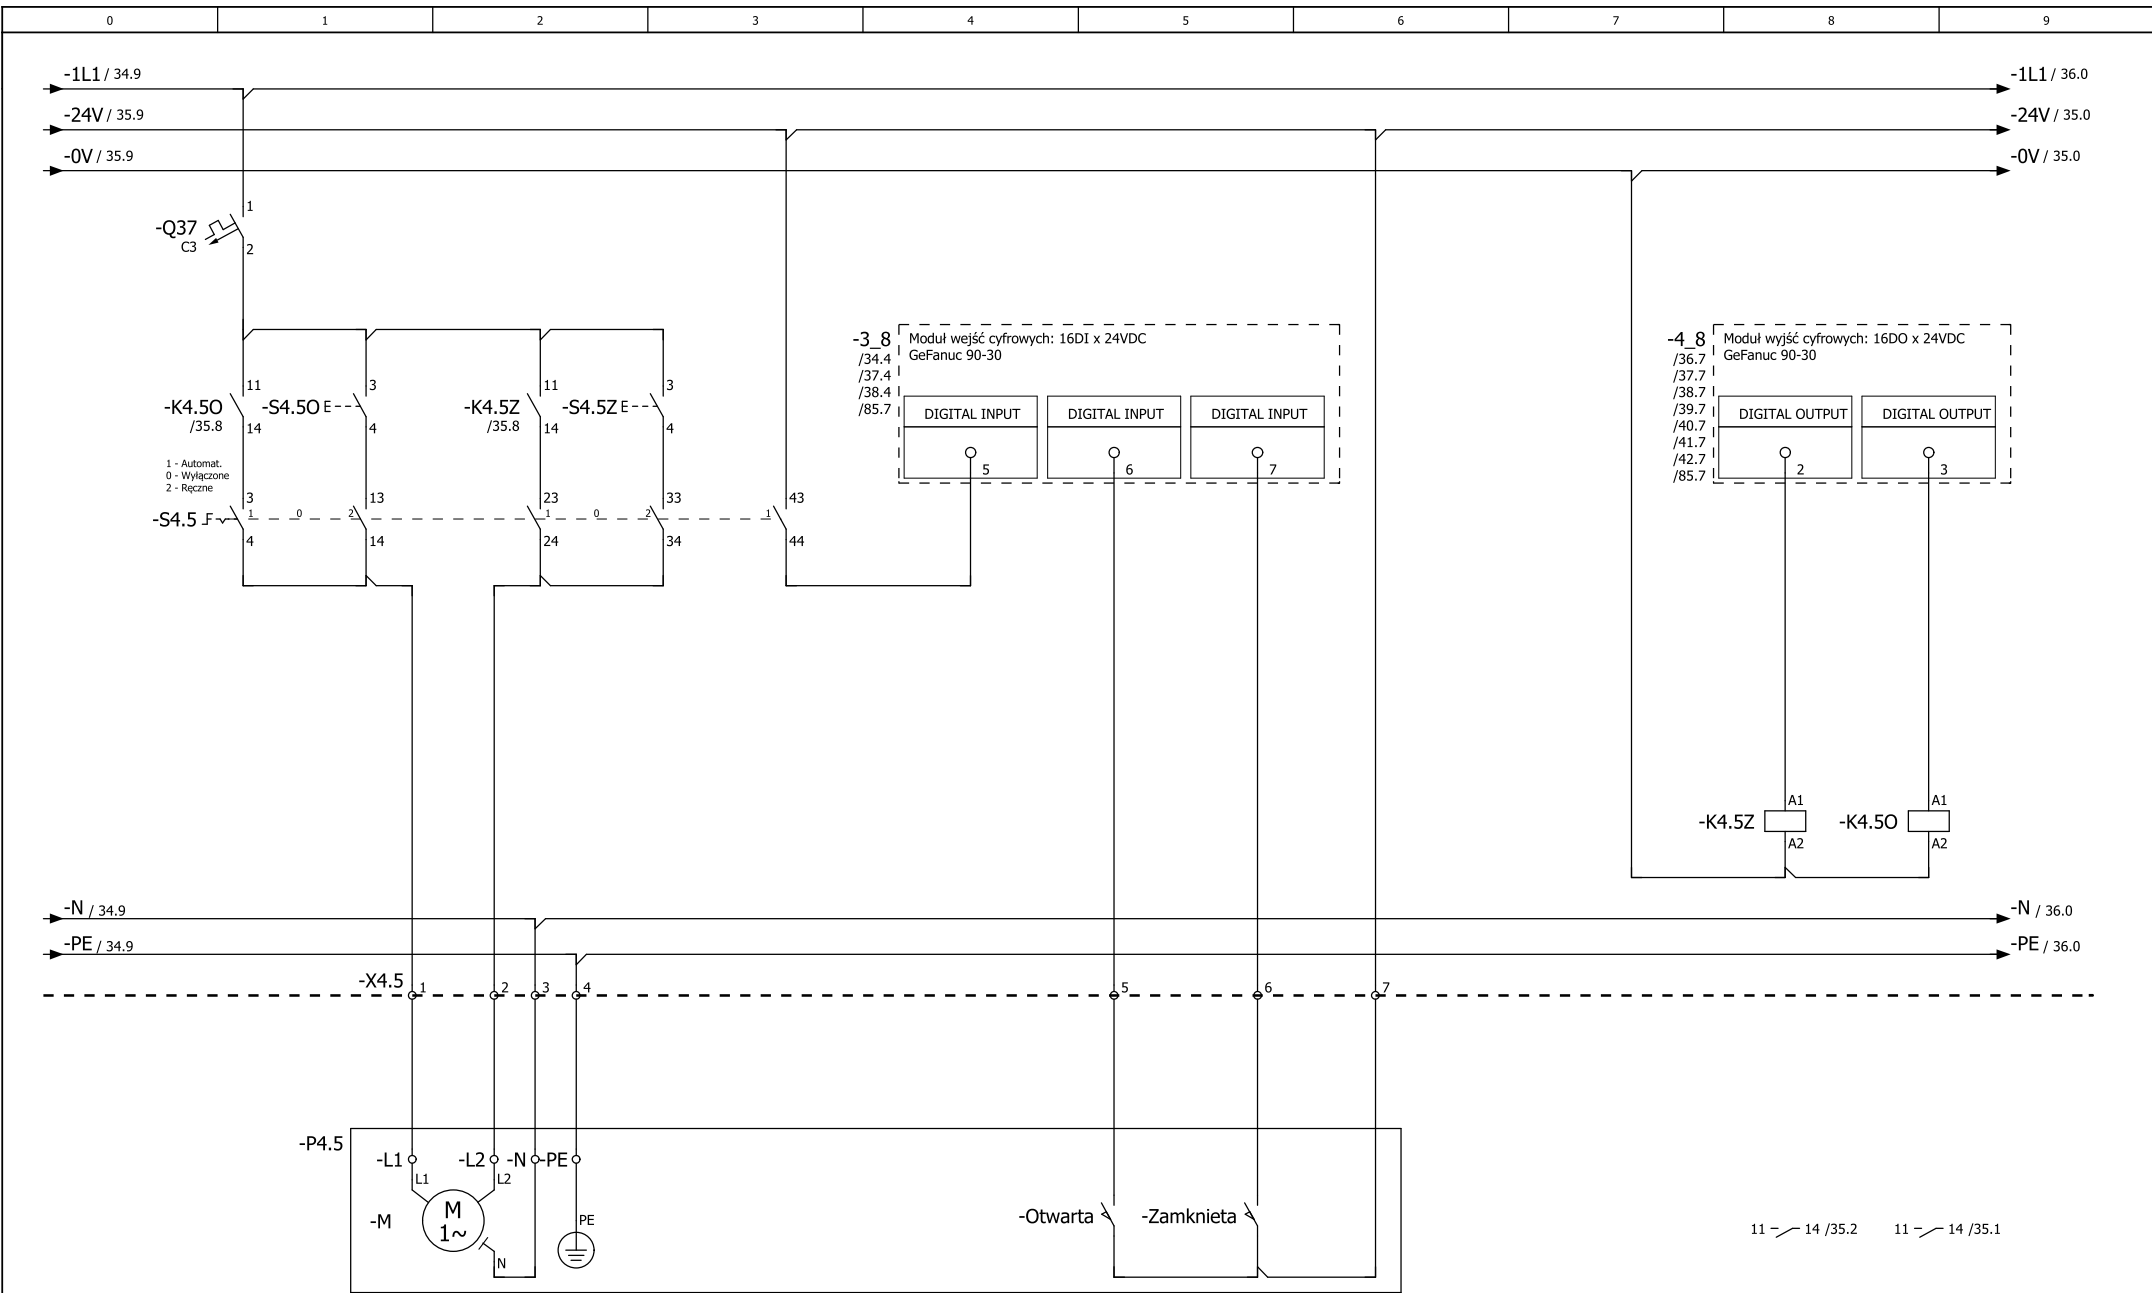 0 1 2 3 4 5 6 7 8 9
-1L1 / 34.9
-1L1 / 36.0
-24V / 35.9
-24V / 35.0
-0V / 35.9
-0V / 35.0
1
-Q37
C3
2
-3_8
/34.4
/37.4
/38.4
/85.7
Moduł wejść cyfrowych: 16DI x 24VDC
GeFanuc 90-30
DIGITAL INPUT
5
DIGITAL INPUT
6
DIGITAL INPUT
7
-4_8
/36.7
/37.7
/38.7
/39.7
/40.7
/41.7
/42.7
/85.7
Moduł wyjść cyfrowych: 16DO x 24VDC
GeFanuc 90-30
DIGITAL OUTPUT
2
DIGITAL OUTPUT
3
11 3 11 3
-K4.5O
/35.8
-S4.5O E
-K4.5Z
/35.8
-S4.5Z E
14 4 14 4
1 - Automat.
0 - Wyłączone
2 - Ręczne
3 13 23 33 43
-S4.5 1 0 2 1 0 2 1
4 14 24 34 44
A1 A1
-K4.5Z
-K4.5O
A2 A2
-N / 34.9
-N / 36.0
-PE / 34.9
-PE / 36.0
-X4.5 1 2 3 4 5 6 7
-P4.5
-L1 -L2 -N -PE
L1 L2
-M
M
1~
N
PE
-Otwarta
-Zamknieta
11 14 /35.2
11 14 /35.1